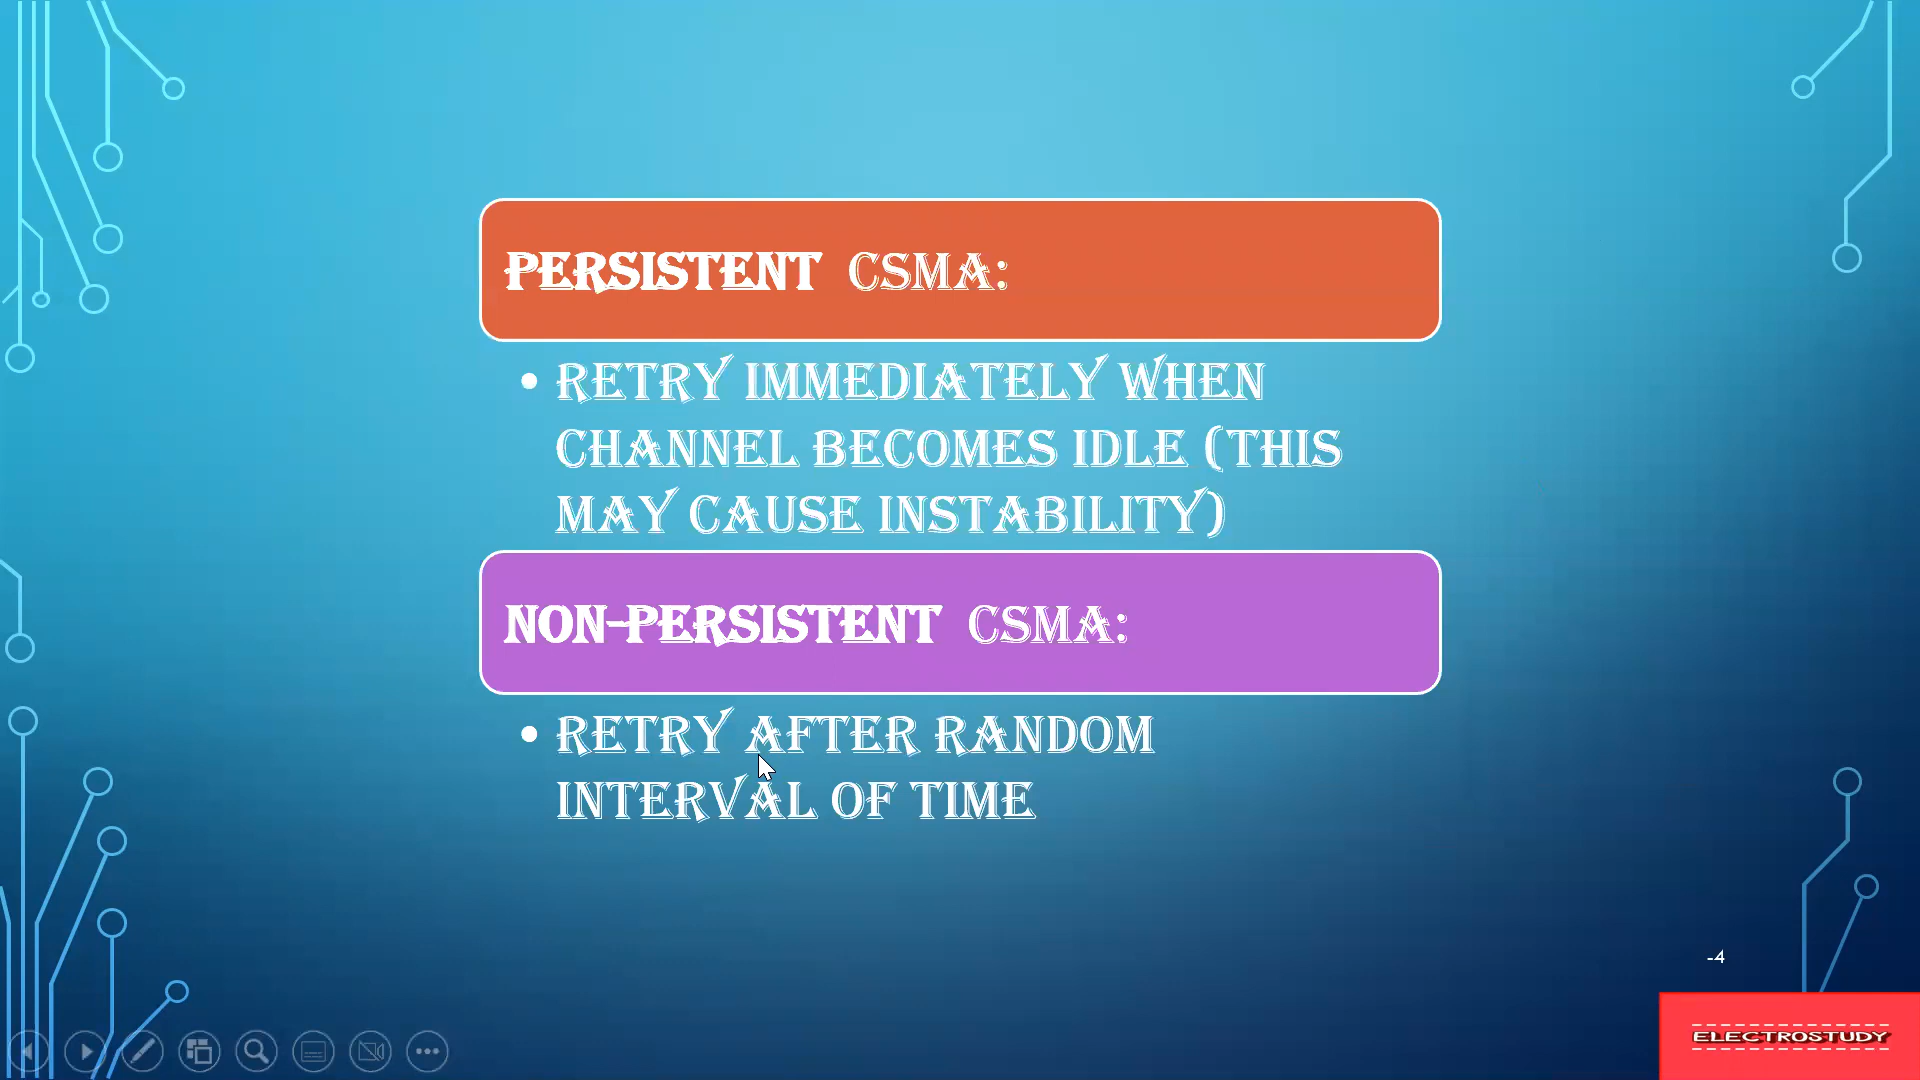 PERSISTENT CSMA:
• RETRY IMMEDIATELY WHEN
CHANNEL BECOMES IDLE (THIS
MAY CAUSE INSTABILITY)
NON-PERSISTENT CSMA:
• RETRY AFTER RANDOM
INTERVAL OF TIME
-4
ELECTROSTUDY